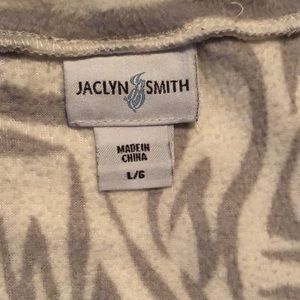 JACLYN SMITH
MADE IN
CHINA
L/G